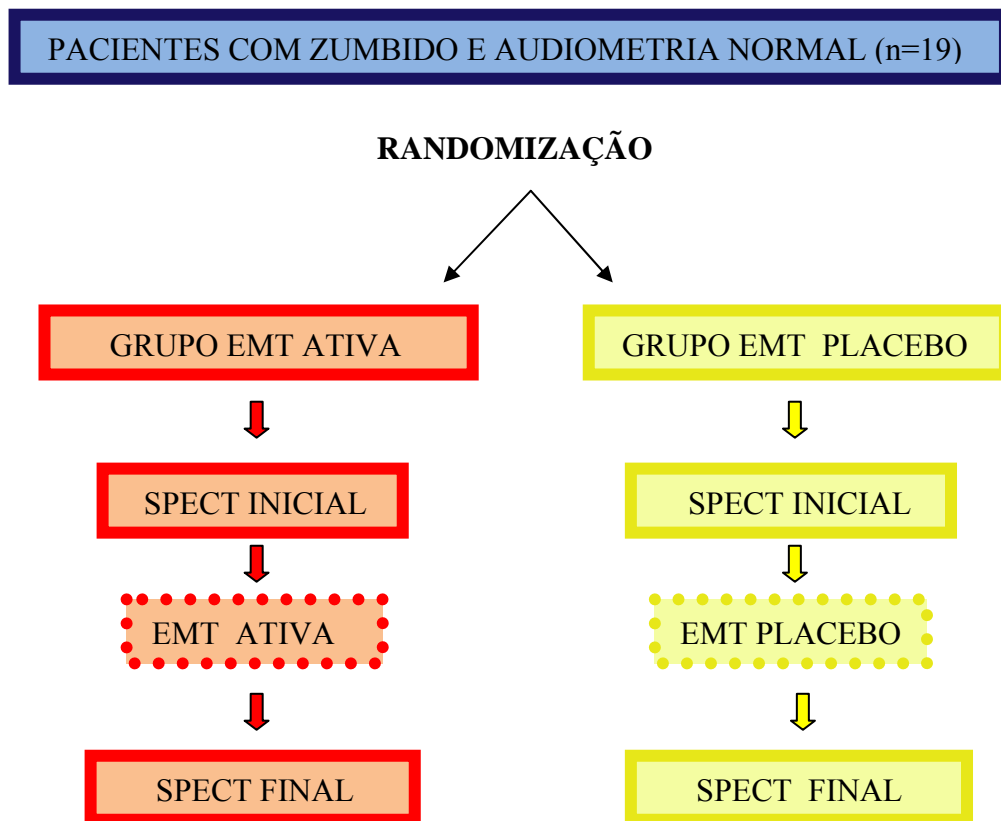 PACIENTES COM ZUMBIDO E AUDIOMETRIA NORMAL (n=19)
RANDOMIZAÇÃO
GRUPO EMT ATIVA
GRUPO EMT PLACEBO
SPECT INICIAL
SPECT INICIAL
EMT ATIVA
EMT PLACEBO
SPECT FINAL
SPECT FINAL